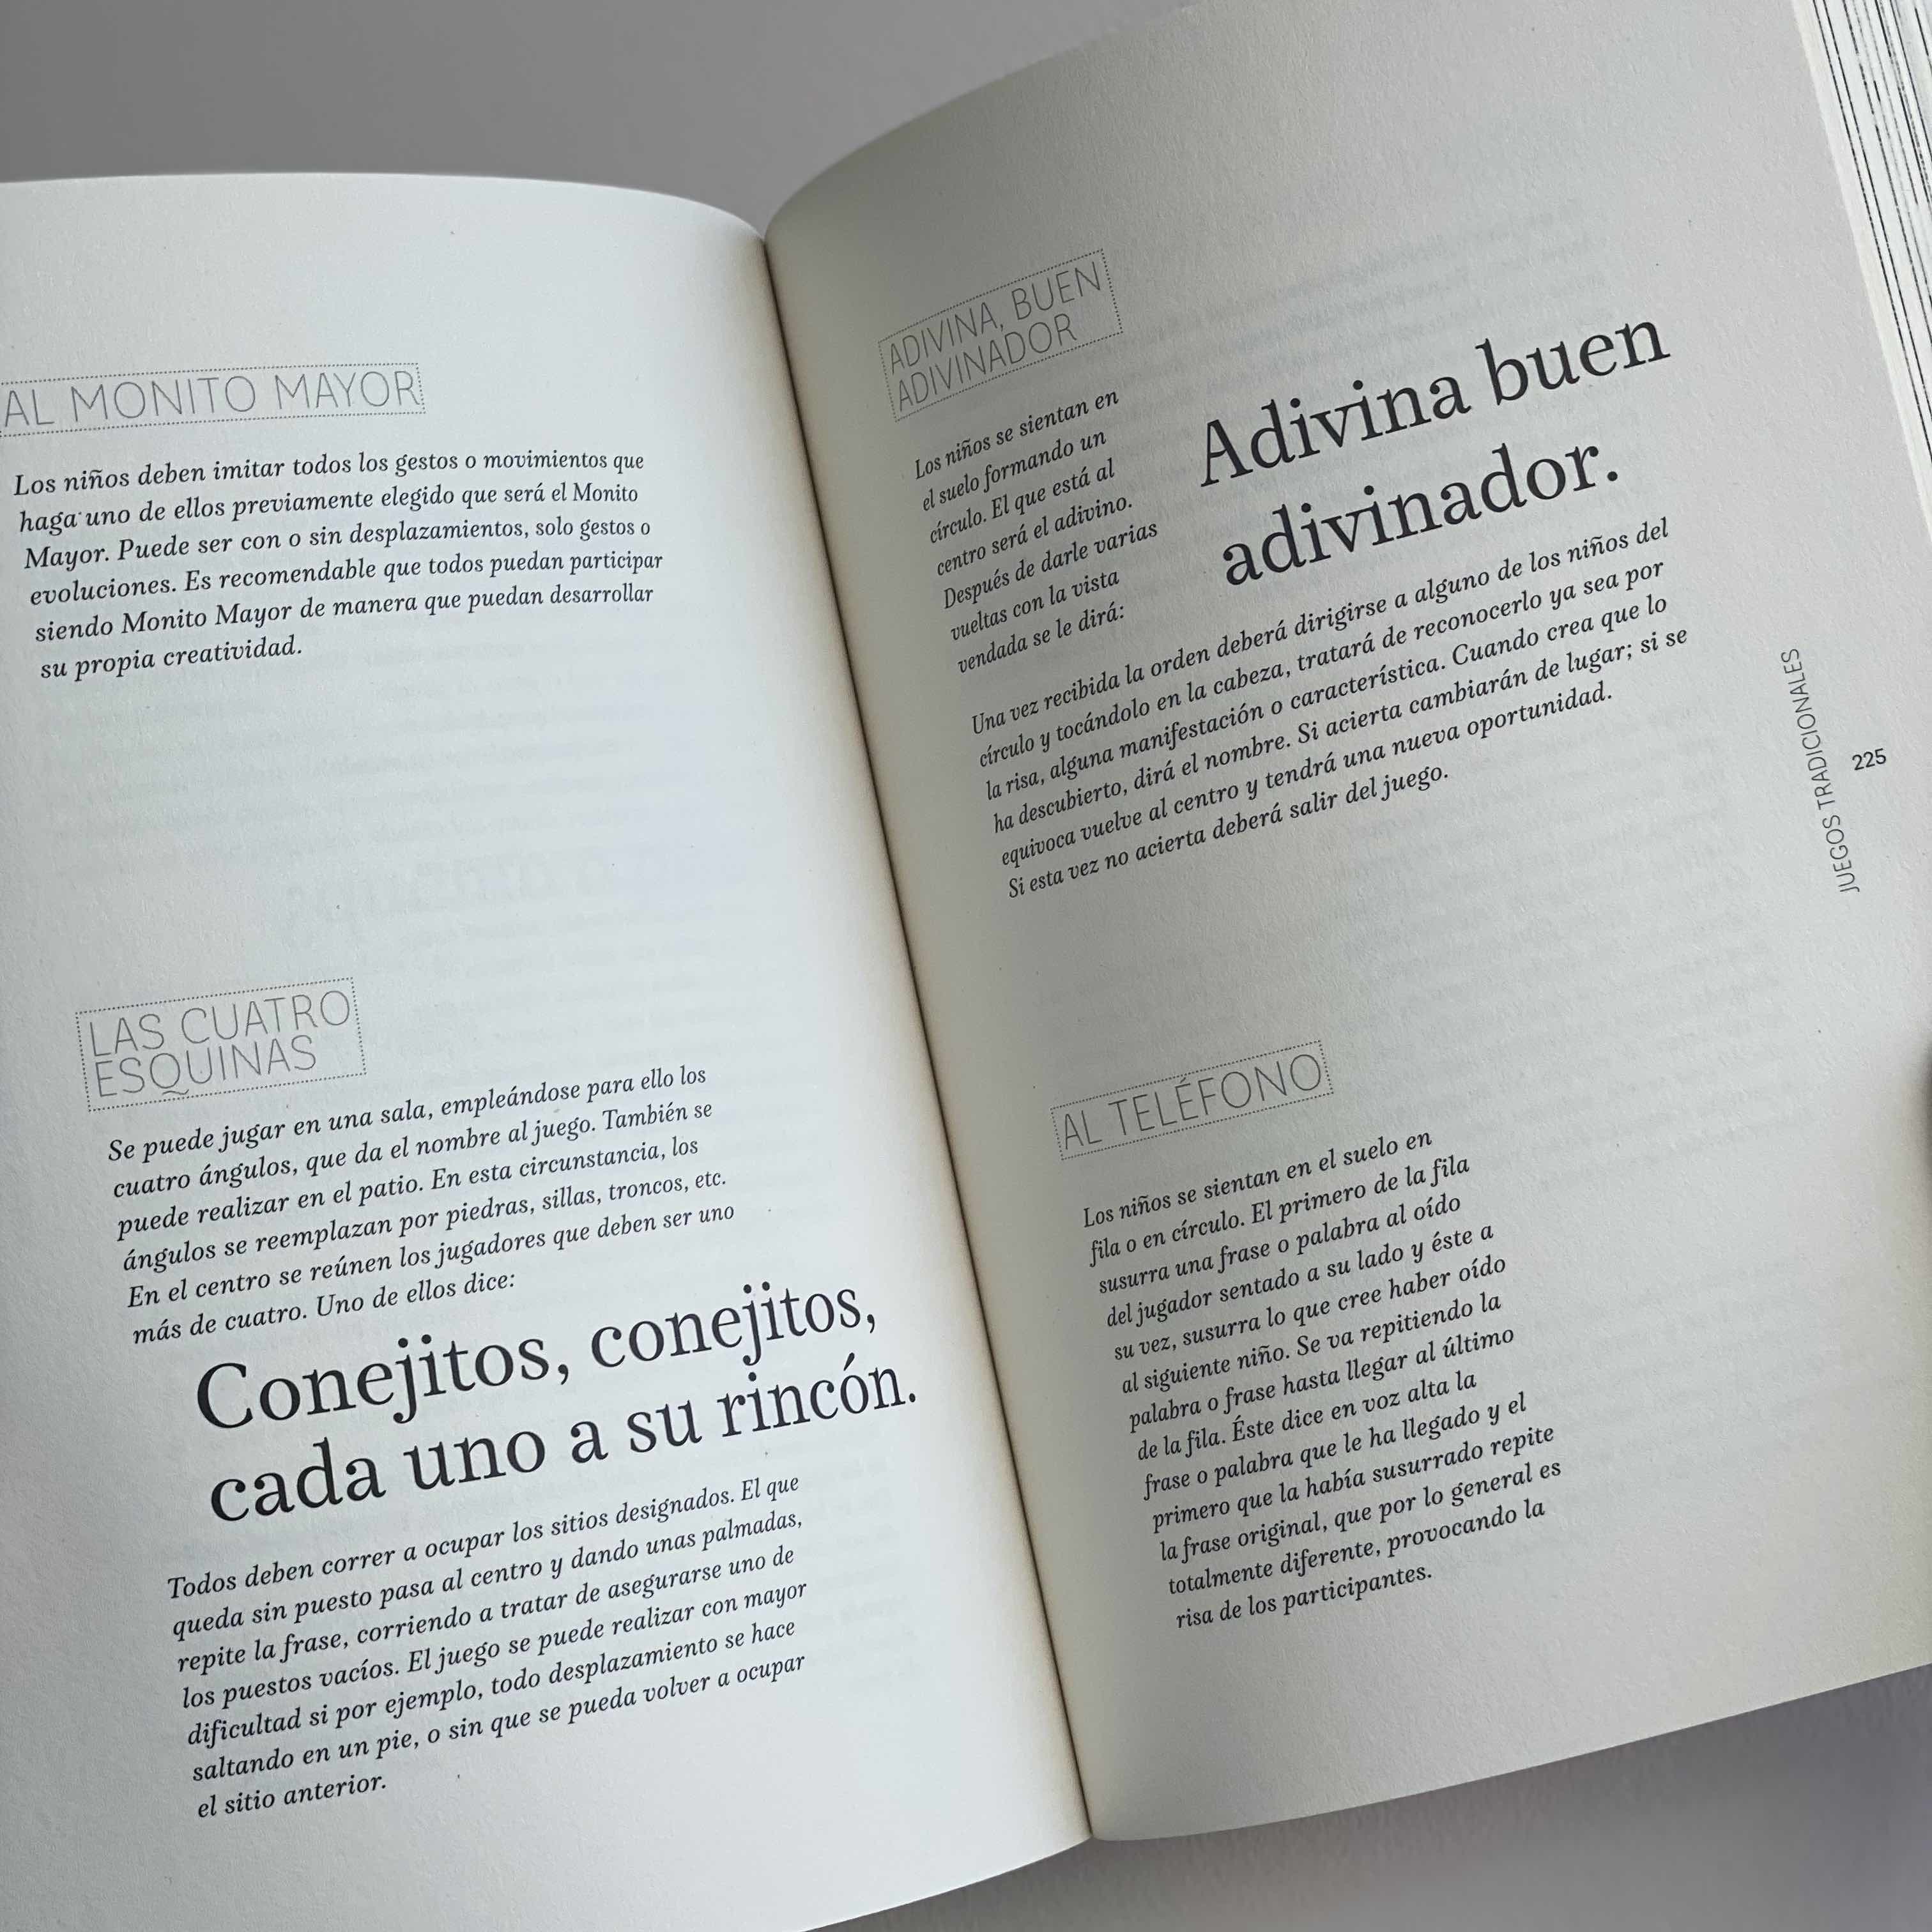 AL MONITO MAYOR
Los niños deben imitar todos los gestos o movimientos que
haga uno de ellos previamente elegido que será el Monito
Mayor. Puede ser con o sin desplazamientos, solo gestos o
evoluciones. Es recomendable que todos puedan participar
siendo Monito Mayor de manera que puedan desarrollar
su propia creatividad.
LAS CUATRO
ESQUINAS
Se puede jugar en una sala, empleándose para ello los
cuatro ángulos, que da el nombre al juego. También se
puede realizar en el patio. En esta circunstancia, los
ángulos se reemplazan por piedras, sillas, troncos, etc.
En el centro se reúnen los jugadores que deben ser uno
más de cuatro. Uno de ellos dice:
Conejitos, conejitos,
cada uno a su rincón.
Todos deben correr a ocupar los sitios designados. El que
queda sin puesto pasa al centro y dando unas palmadas,
repite la frase, corriendo a tratar de asegurarse uno de
los puestos vacíos. El juego se puede realizar con mayor
dificultad si por ejemplo, todo desplazamiento se hace
saltando en un pie, o sin que se pueda volver a ocupar
el sitio anterior.
ADIVINA, BUEN
ADIVINADOR
Los niños se sientan en
el suelo formando un
círculo. El que está al
centro será el adivino.
Después de darle varias
vueltas con la vista
vendada se le dirá:
Adivina buen
adivinador.
Una vez recibida la orden deberá dirigirse a alguno de los niños del
círculo y tocándolo en la cabeza, tratará de reconocerlo ya sea por
la risa, alguna manifestación o característica. Cuando crea que lo
ha descubierto, dirá el nombre. Si acierta cambiarán de lugar; si se
equivoca vuelve al centro y tendrá una nueva oportunidad.
Si esta vez no acierta deberá salir del juego.
AL TELÉFONO
Los niños se sientan en el suelo en
fila o en círculo. El primero de la fila
susurra una frase o palabra al oído
del jugador sentado a su lado y éste a
su vez, susurra lo que cree haber oído
al siguiente niño. Se va repitiendo la
palabra o frase hasta llegar al último
de la fila. Éste dice en voz alta la
frase o palabra que le ha llegado y el
primero que la había susurrado repite
la frase original, que por lo general es
totalmente diferente, provocando la
risa de los participantes.
JUEGOS TRADICIONALES
225